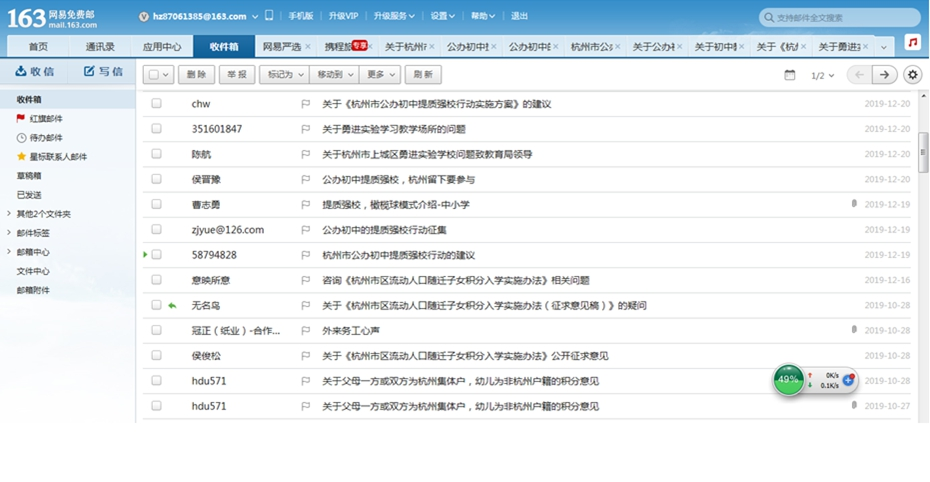 163 网易免费邮
mail.163.com
hz87061385@163.com 手机版 升级VIP 升级服务 设置 帮助 退出
支持邮件全文搜索
首页 通讯录 应用中心 收件箱 网易严选 携程旅 专享 关于杭州 公办初中 公办初中 杭州市公 关于公办 关于初中 关于《杭 关于勇进
收信 写信
删除 举报 标记为 移动到 更多 刷新 1/2
收件箱
红旗邮件
待办邮件
星标联系人邮件
草稿箱
已发送
其他2个文件夹
邮件标签
邮箱中心
文件中心
邮箱附件
chw 关于《杭州市公办初中提质强校行动实施方案》的建议 2019-12-20
351601847 关于勇进实验学习教学场所的问题 2019-12-20
陈航 关于杭州市上城区勇进实验学校问题致教育局领导 2019-12-20
侯晋豫 公办初中提质强校，杭州留下要参与 2019-12-20
曹志勇 提质强校，橄榄球模式介绍-中小学 2019-12-19
zjyue@126.com 公办初中的提质强校行动征集 2019-12-19
58794828 杭州市公办初中提质强校行动的建议 2019-12-19
意映所意 咨询《杭州市区流动人口随迁子女积分入学实施办法》相关问题 2019-12-16
无名鸟 关于《杭州市区流动人口随迁子女积分入学实施办法（征求意见稿）》的疑问 2019-10-28
冠正（纸业）-合作... 外来务工心声 2019-10-28
侯俊松 关于《杭州市区流动人口随迁子女积分入学实施办法》公开征求意见 2019-10-28
hdu571 关于父母一方或双方为杭州集体户，幼儿为非杭州户籍的积分意见 2019-10-28
hdu571 关于父母一方或双方为杭州集体户，幼儿为非杭州户籍的积分意见 2019-10-27
49% 0K/s
0.1K/s